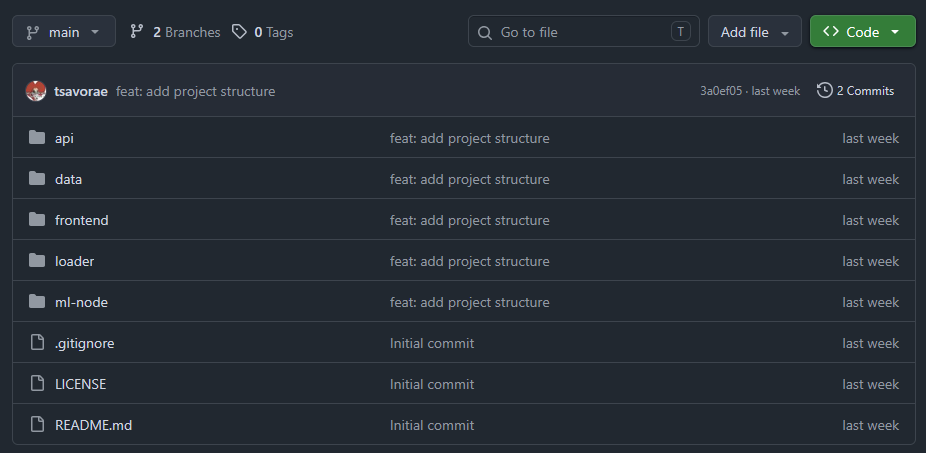 main 2 Branches 0 Tags Go to file T Add file Code
tsavorae feat: add project structure 3a0ef05 · last week 2 Commits
api feat: add project structure last week
data feat: add project structure last week
frontend feat: add project structure last week
loader feat: add project structure last week
ml-node feat: add project structure last week
.gitignore Initial commit last week
LICENSE Initial commit last week
README.md Initial commit last week